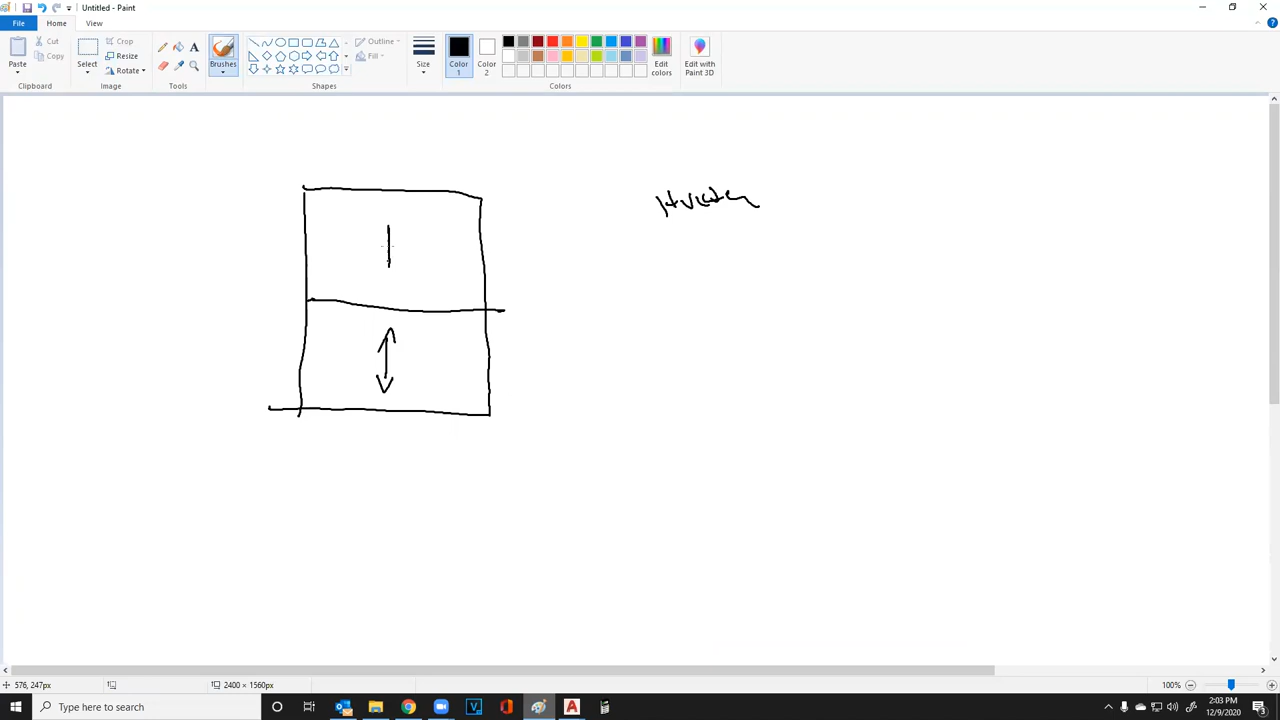 Untitled - Paint
File
Home
View
Paste
Cut
Copy
Clipboard
Select
Crop
Resize
Rotate
Image
A
Tools
Brushes
Outline
Fill
Shapes
Size
Color
1
Color
2
Edit
colors
Edit with
Paint 3D
Colors
576, 247px
2400 × 1560px
100%
Type here to search
2:03 PM
12/9/2020